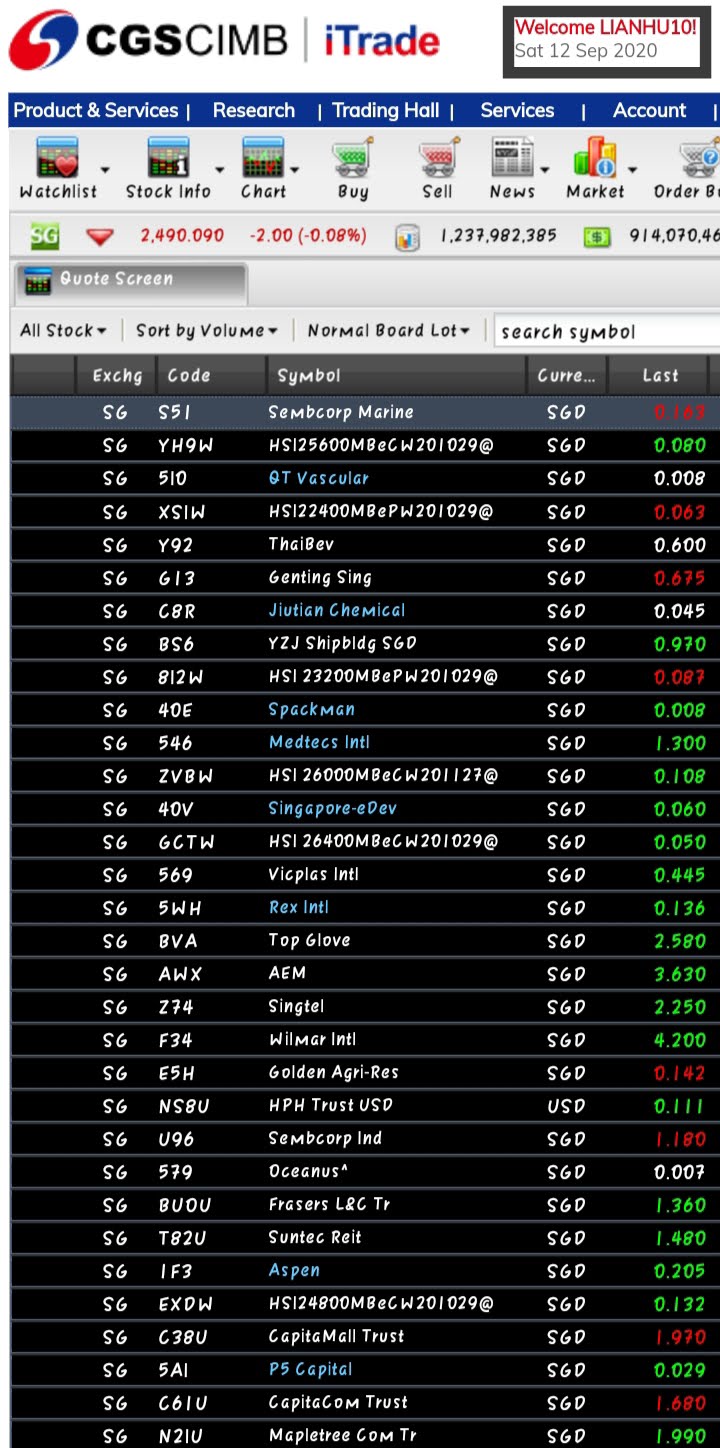 CGSCIMB | iTrade
Welcome LIANHU10!
Sat 12 Sep 2020
Product & Services | Research | Trading Hall | Services | Account |
Watchlist Stock Info Chart Buy Sell News Market Order
SG 2,490.090 -2.00 (-0.08%) 1,237,982,385
Quote Screen
All Stock Sort by Volume Normal Board Lot search symbol
Exchg Code Symbol Curre... Last
SG S51 Sembcorp Marine SGD 0.163
SG YH9W HSI25600MBeCW201029@ SGD 0.080
SG 5I0 QT Vascular SGD 0.008
SG XSIW HSI22400MBePW201029@ SGD 0.063
SG Y92 ThaiBev SGD 0.600
SG G13 Genting Sing SGD 0.675
SG C8R Jiutian Chemical SGD 0.045
SG BS6 YZJ Shipbldg SGD SGD 0.970
SG 8I2W HSI 23200MBePW201029@ SGD 0.087
SG 40E Spackman SGD 0.008
SG 546 Medtecs Intl SGD 1.300
SG ZVBW HSI 26000MBeCW201127@ SGD 0.108
SG 40V Singapore-eDev SGD 0.060
SG GCTW HSI 26400MBeCW201029@ SGD 0.050
SG 569 Vicplas Intl SGD 0.445
SG 5WH Rex Intl SGD 0.136
SG BVA Top Glove SGD 2.580
SG AWX AEM SGD 3.630
SG Z74 Singtel SGD 2.250
SG F34 Wilmar Intl SGD 4.200
SG E5H Golden Agri-Res SGD 0.142
SG NS8U HPH Trust USD USD 0.111
SG U96 Sembcorp Ind SGD 1.180
SG 579 Oceanus^ SGD 0.007
SG BUOU Frasers L&C Tr SGD 1.360
SG T82U Suntec Reit SGD 1.480
SG 1F3 Aspen SGD 0.205
SG EXDW HSI24800MBeCW201029@ SGD 0.132
SG C38U CapitaMall Trust SGD 1.970
SG 5AI P5 Capital SGD 0.029
SG C61U CapitaCom Trust SGD 1.680
SG N2IU Mapletree Com Tr SGD 1.990